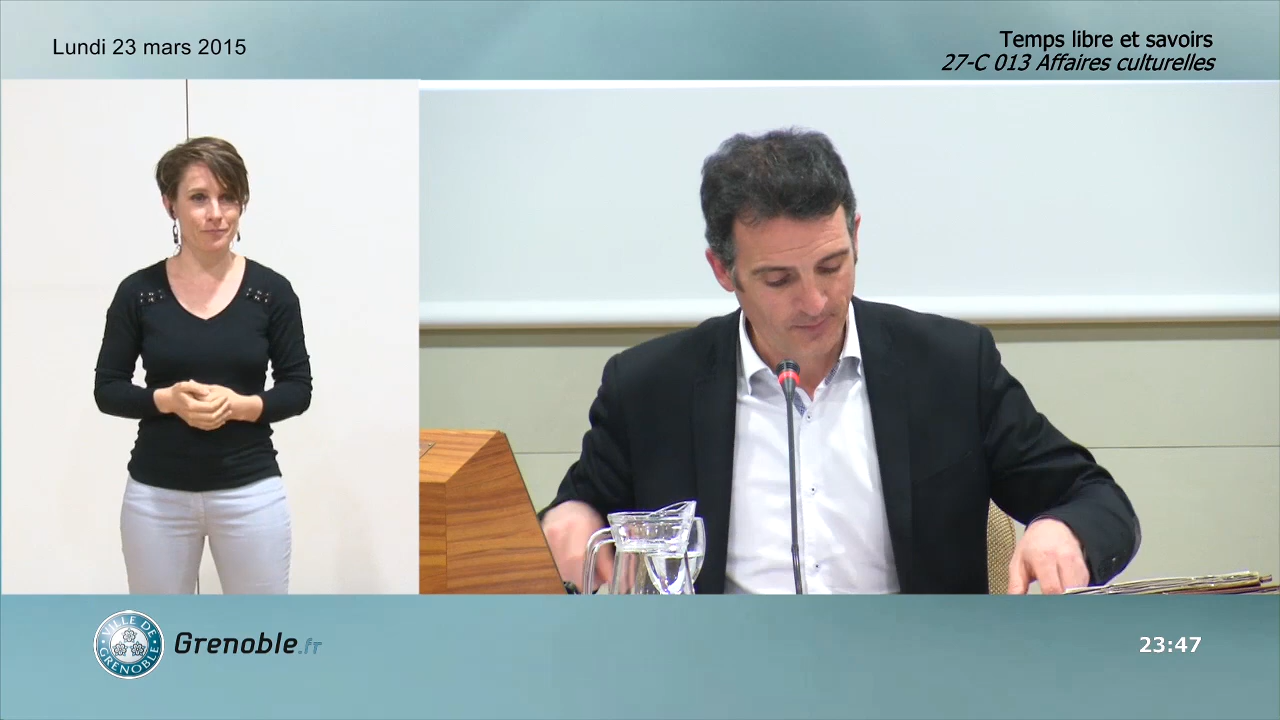 Lundi 23 mars 2015
Temps libre et savoirs
27-C 013 Affaires culturelles
VILLE DE GRENOBLE
Grenoble.fr
23:47